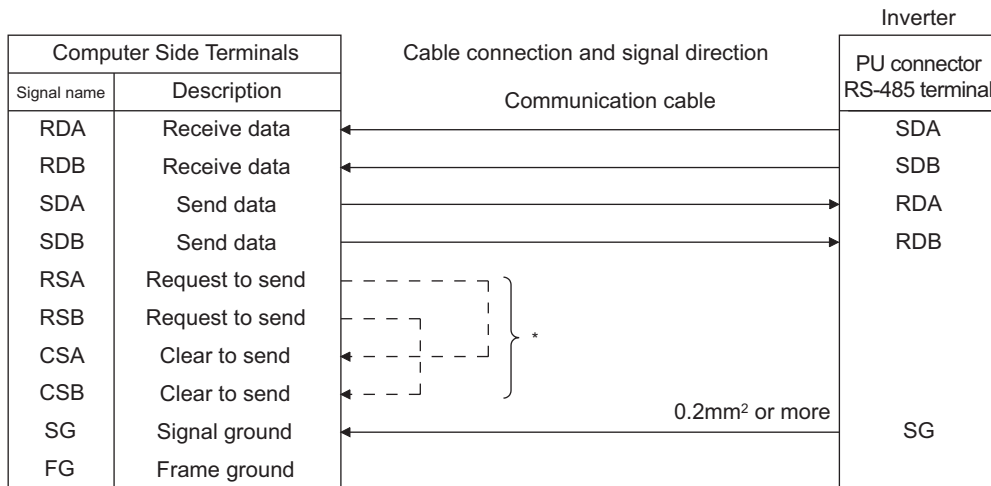 Inverter
Computer Side Terminals
Cable connection and signal direction
PU connector
RS-485 terminal
Signal name
Description
Communication cable
RDA Receive data SDA
RDB Receive data SDB
SDA Send data RDA
SDB Send data RDB
RSA Request to send
RSB Request to send
*
CSA Clear to send
CSB Clear to send
0.2mm² or more
SG Signal ground SG
FG Frame ground